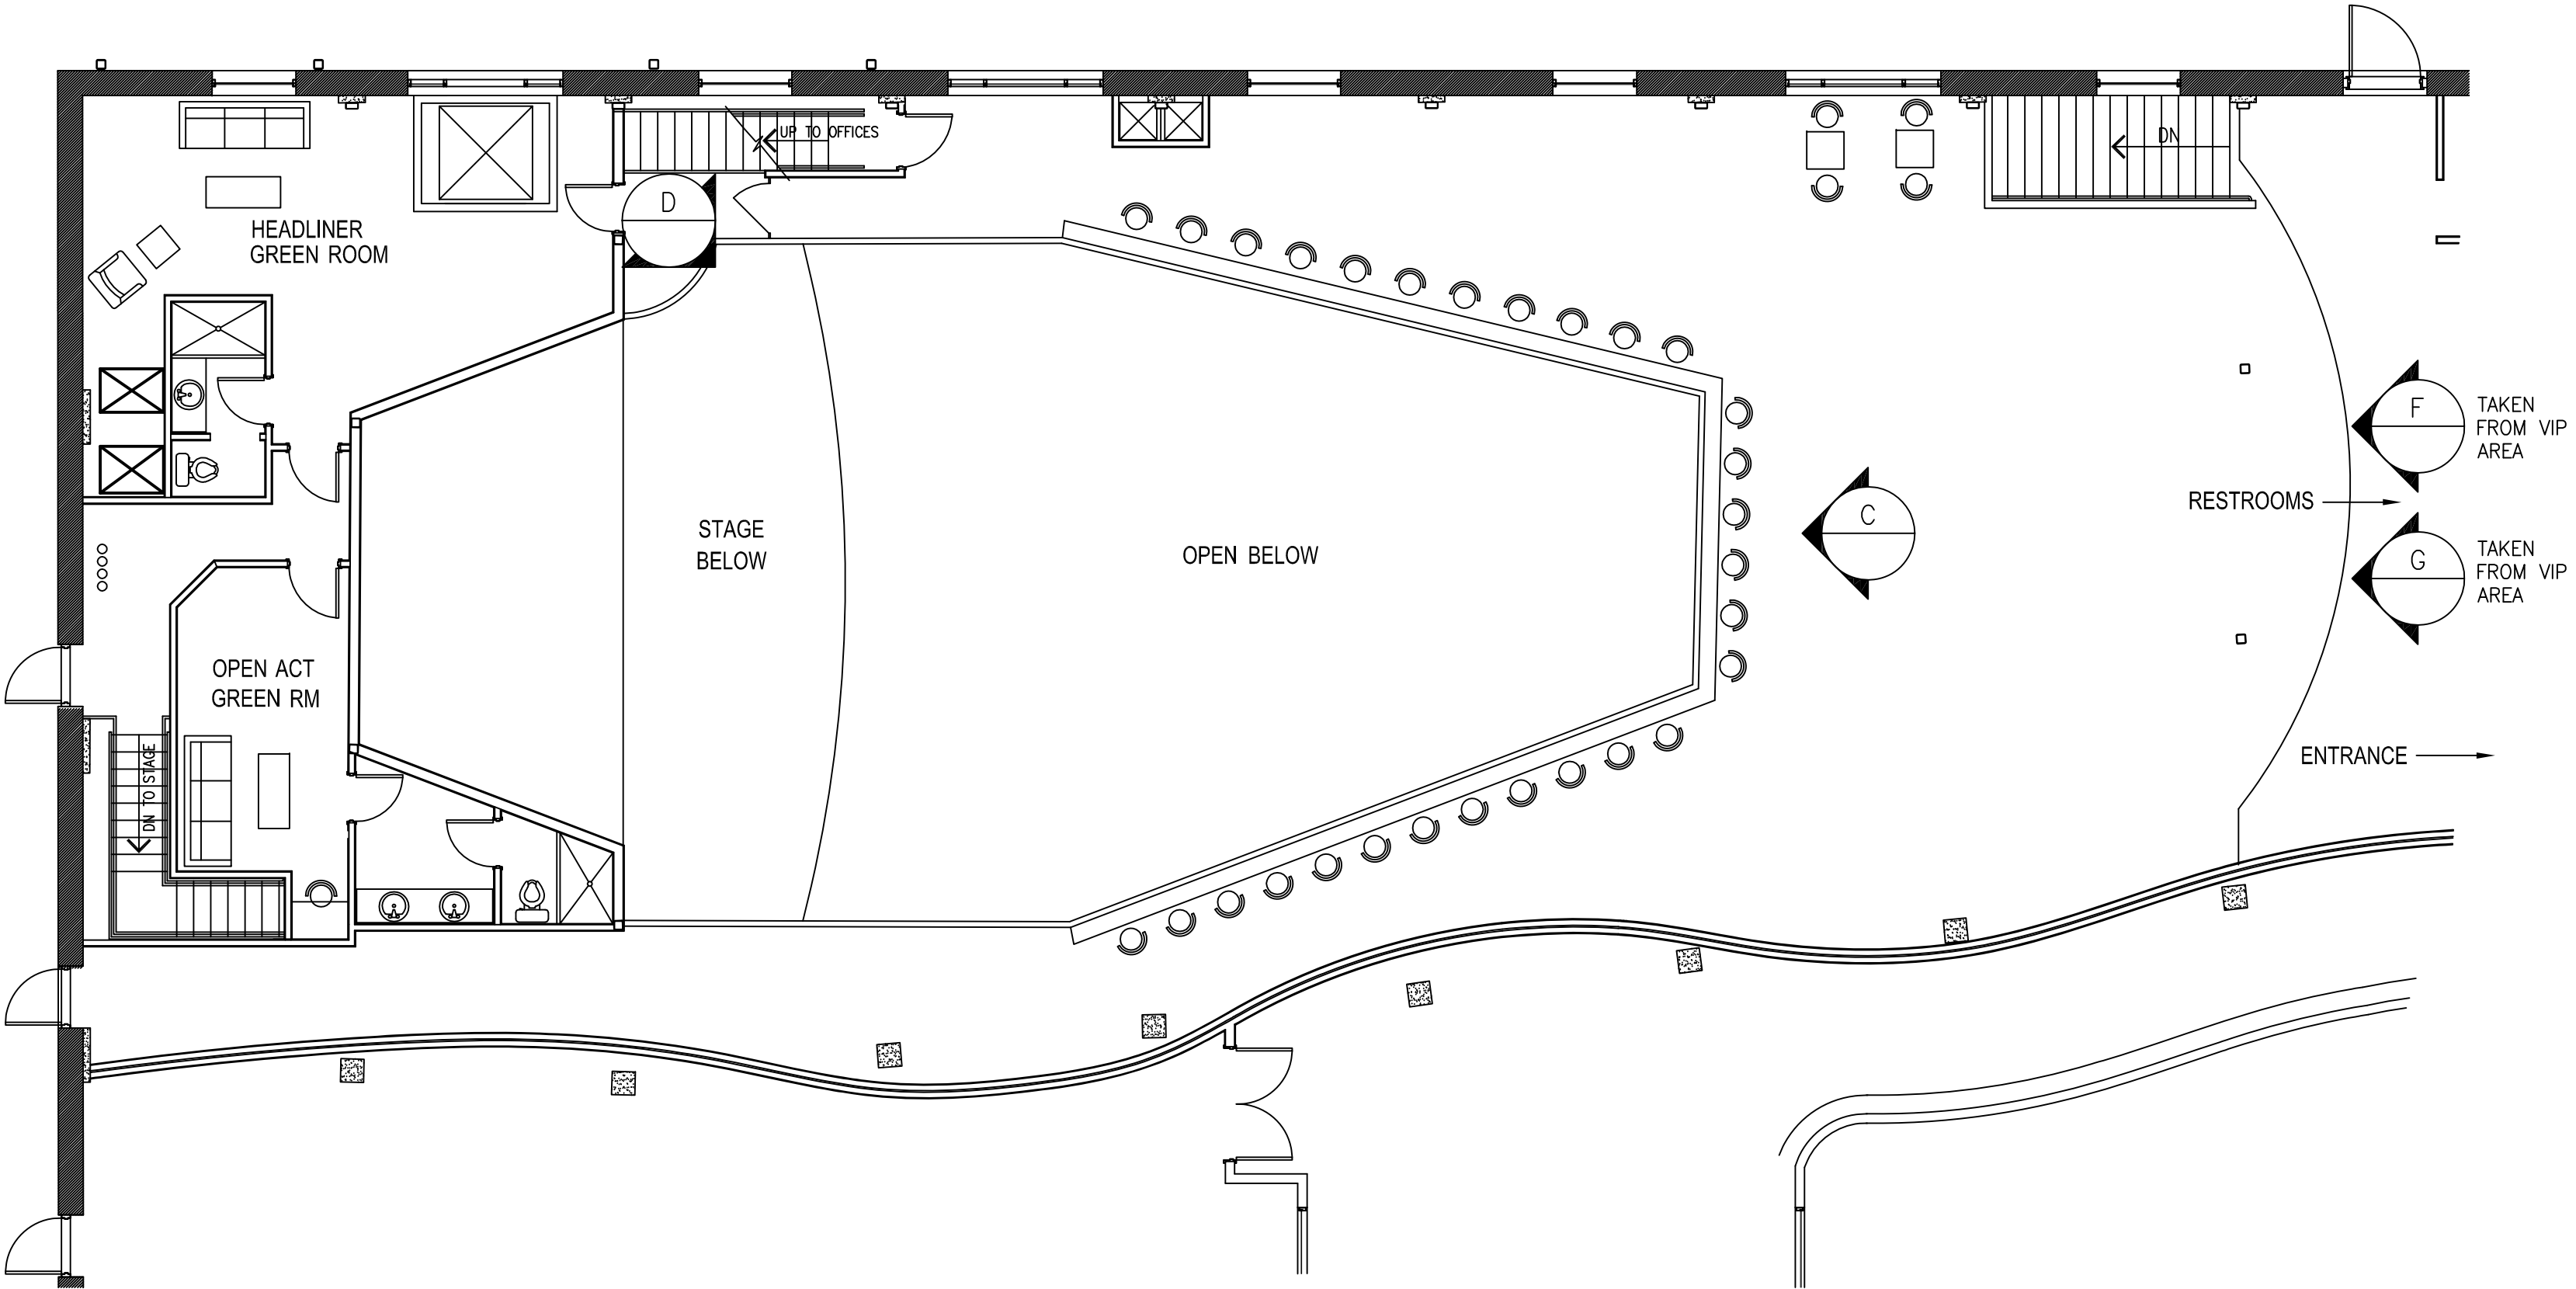 UP TO OFFICES
DN
D
HEADLINER
GREEN ROOM
F
TAKEN
FROM VIP
AREA
RESTROOMS
C
STAGE
BELOW
OPEN BELOW
G
TAKEN
FROM VIP
AREA
OPEN ACT
GREEN RM
DN TO STAGE
ENTRANCE